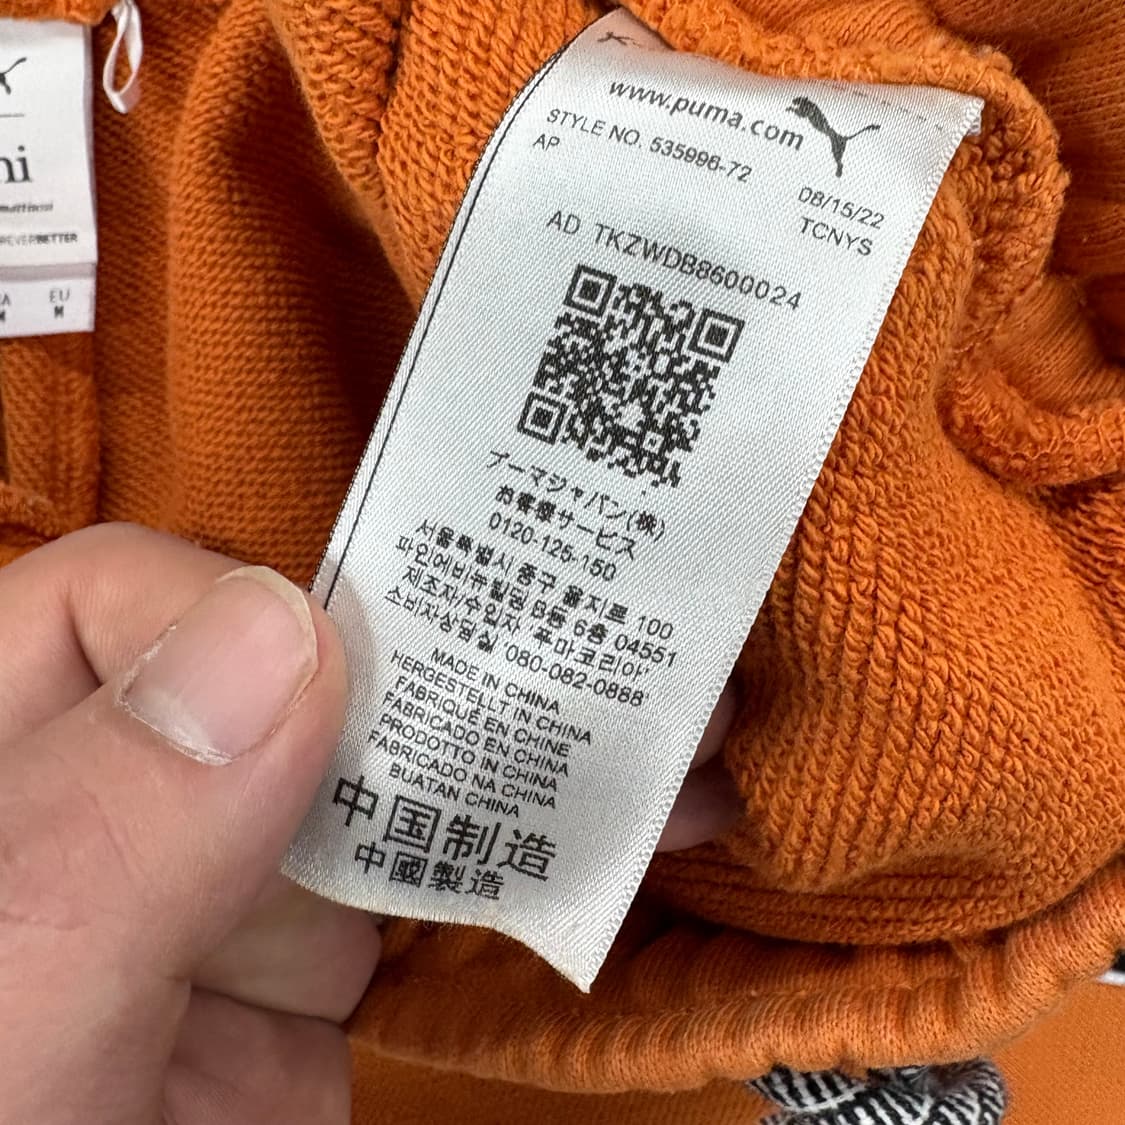 www.puma.com
STYLE NO. 535996-72
AP
08/15/22
TCNYS
AD TKZWDB8600024
プーマジャパン(株)
お客様サービス
0120-125-150
서울특별시 중구 을지로 100
파인에비뉴빌딩 B동 6층 04551
제조자/수입자 푸마코리아
소비자상담실 '080-082-0888'
MADE IN CHINA
HERGESTELLT IN CHINA
FABRIQUÉ EN CHINE
FABRICADO EN CHINA
PRODOTTO IN CHINA
FABRICADO NA CHINA
BUATAN CHINA
中国制造
中國製造
EU
M